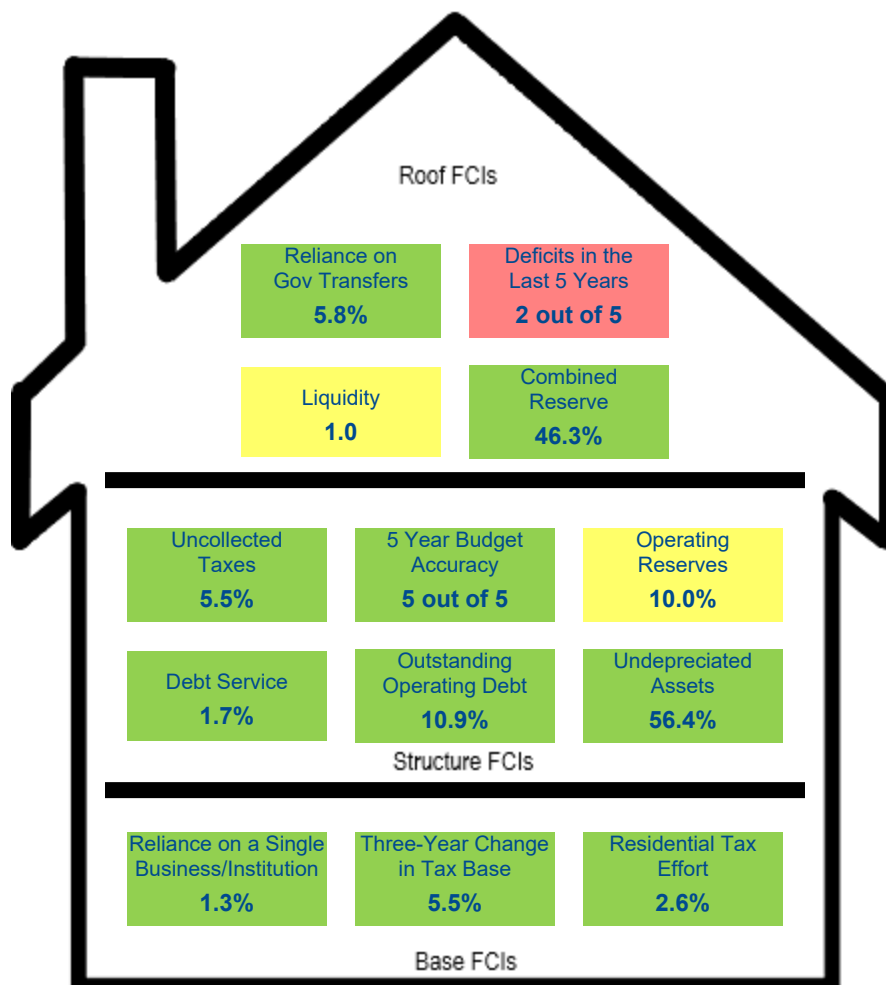 Roof FCIs
Reliance on
Gov Transfers
5.8%
Deficits in the
Last 5 Years
2 out of 5
Liquidity
1.0
Combined
Reserve
46.3%
Uncollected
Taxes
5.5%
5 Year Budget
Accuracy
5 out of 5
Operating
Reserves
10.0%
Debt Service
1.7%
Outstanding
Operating Debt
10.9%
Undepreciated
Assets
56.4%
Structure FCIs
Reliance on a Single
Business/Institution
1.3%
Three-Year Change
in Tax Base
5.5%
Residential Tax
Effort
2.6%
Base FCIs